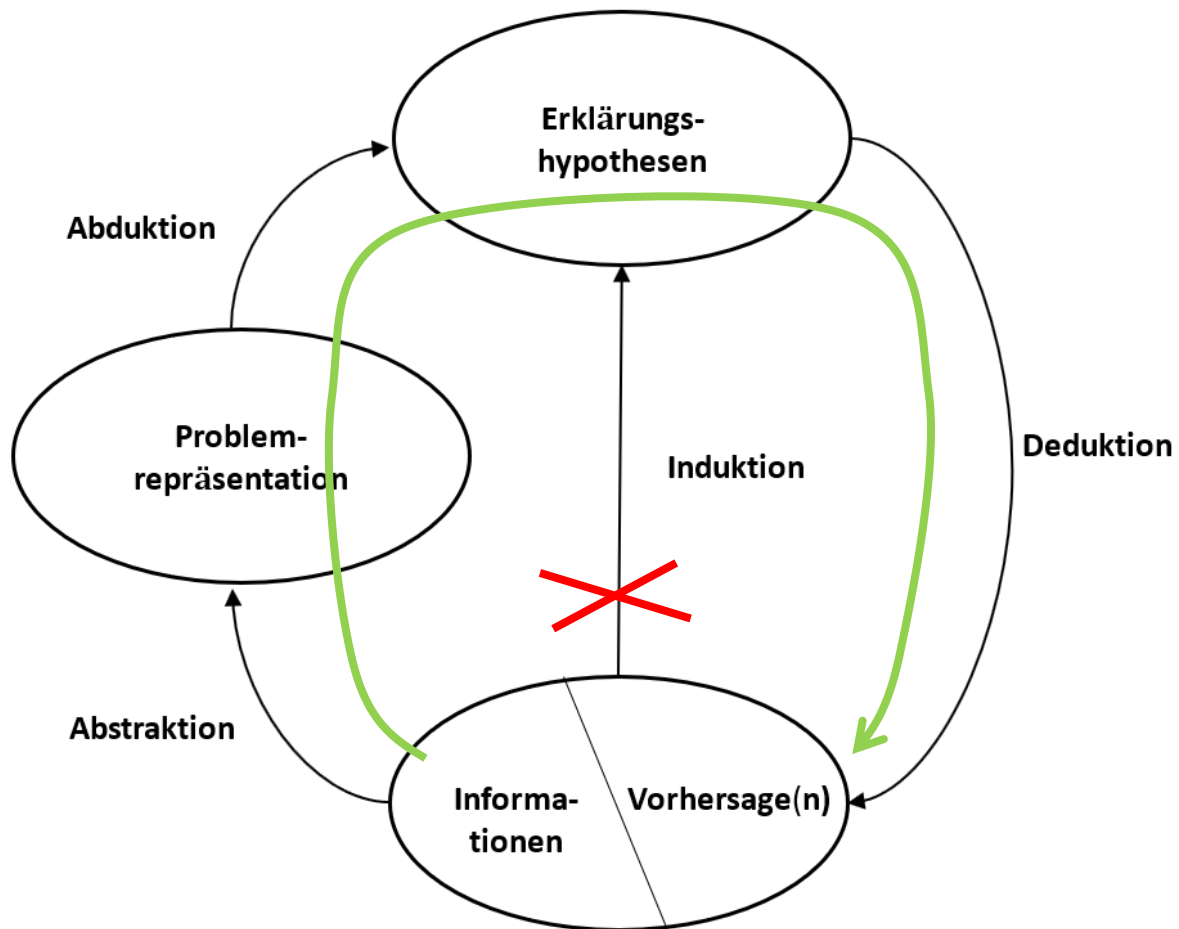 Erklärungs-
hypothesen
Abduktion
Problem-
repräsentation
Induktion
Deduktion
Abstraktion
Informa-
tionen
Vorhersage(n)